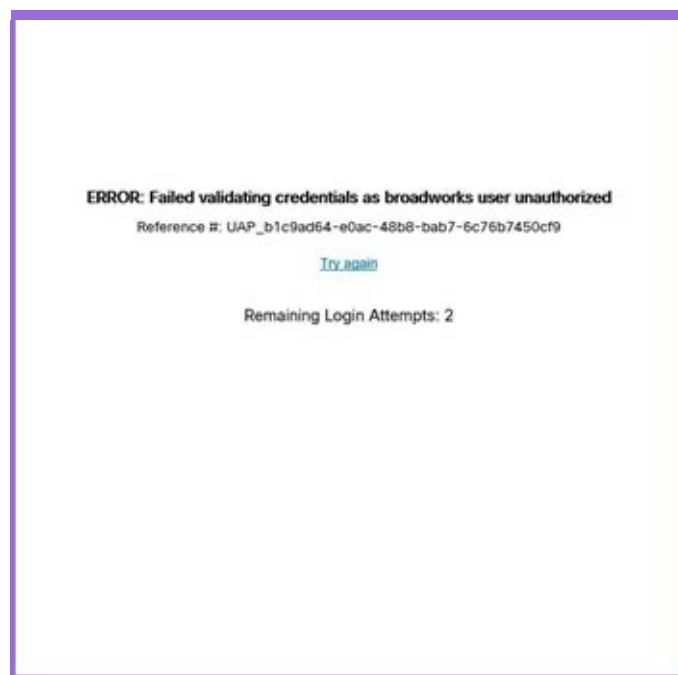 ERROR: Failed validating credentials as broadworks user unauthorized
Reference #: UAP_b1c9ad64-e0ac-48b8-bab7-6c76b7450cf9
Try again
Remaining Login Attempts: 2